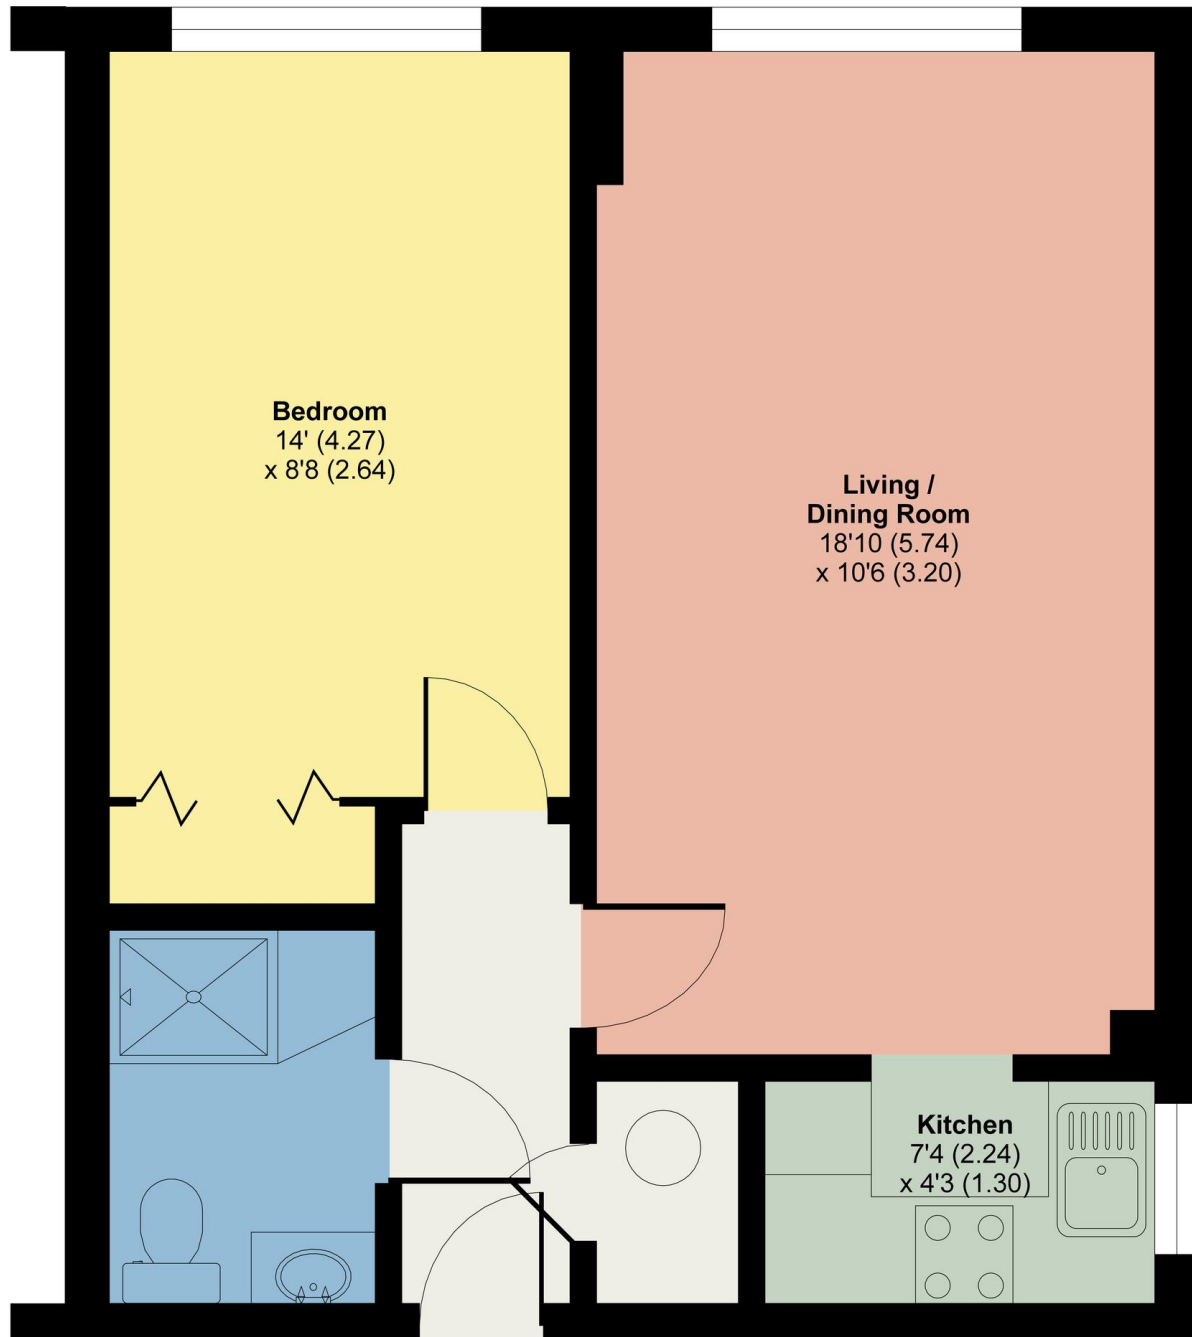 Bedroom
14' (4.27)
x 8'8 (2.64)
Living /
Dining Room
18'10 (5.74)
x 10'6 (3.20)
Kitchen
7'4 (2.24)
x 4'3 (1.30)